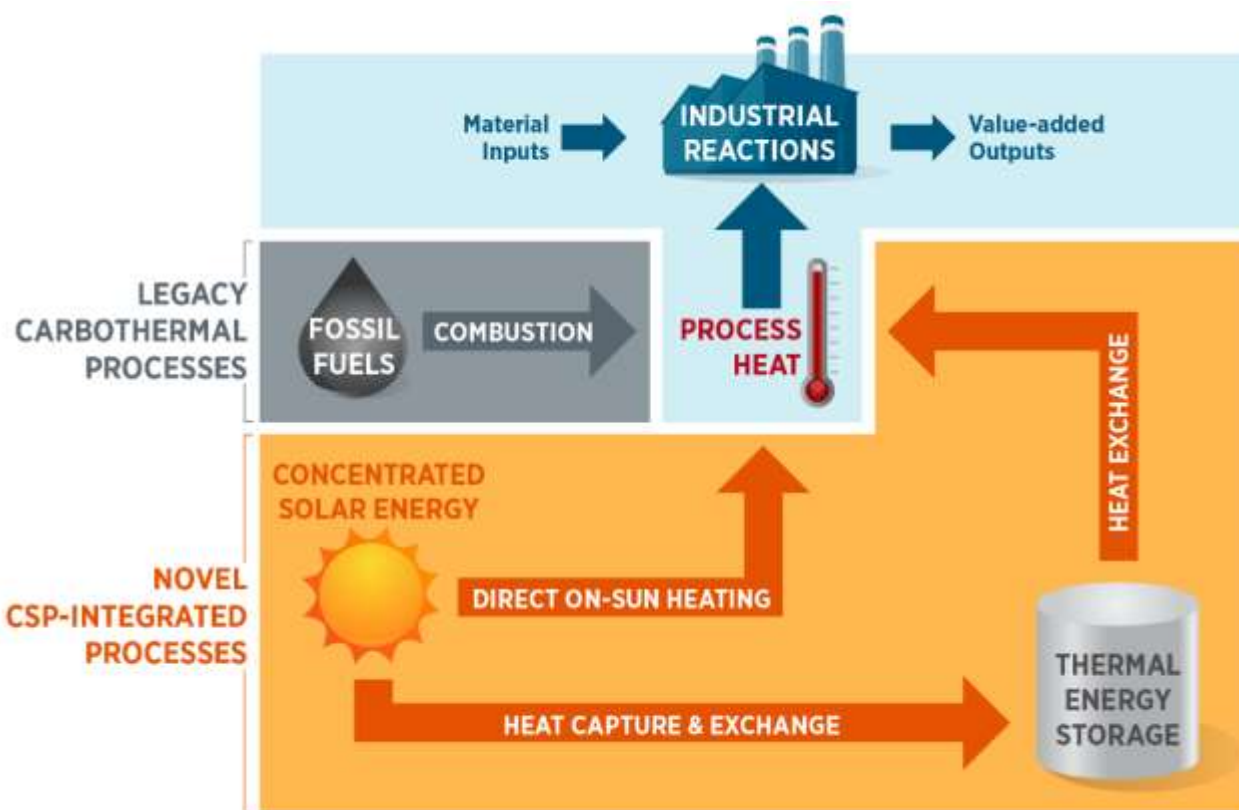 INDUSTRIAL
REACTIONS
Material
Inputs
Value-added
Outputs
LEGACY
CARBOTHERMAL
PROCESSES
FOSSIL
FUELS
COMBUSTION
PROCESS
HEAT
HEAT EXCHANGE
CONCENTRATED
SOLAR ENERGY
NOVEL
CSP-INTEGRATED
PROCESSES
DIRECT ON-SUN HEATING
HEAT CAPTURE & EXCHANGE
THERMAL
ENERGY
STORAGE